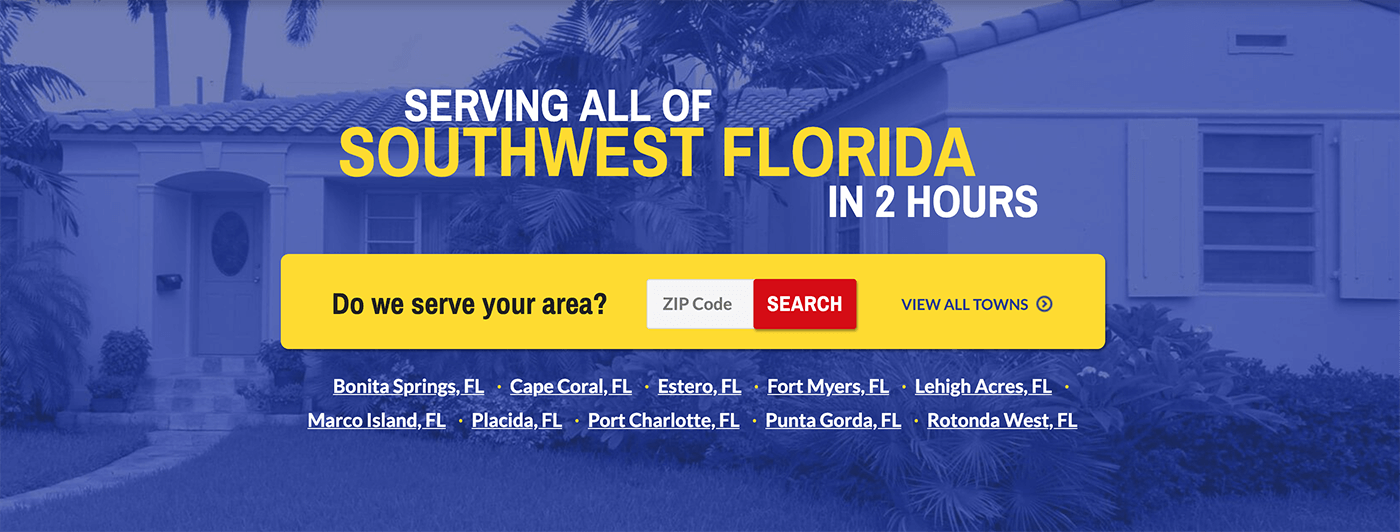 SERVING ALL OF
SOUTHWEST FLORIDA
IN 2 HOURS
Do we serve your area?
ZIP Code
SEARCH
VIEW ALL TOWNS
Bonita Springs, FL · Cape Coral, FL · Estero, FL · Fort Myers, FL · Lehigh Acres, FL ·
Marco Island, FL · Placida, FL · Port Charlotte, FL · Punta Gorda, FL · Rotonda West, FL